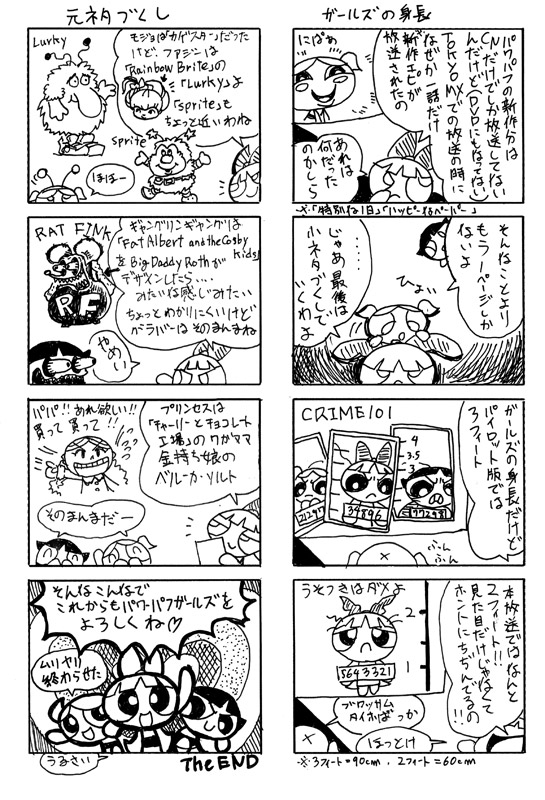 ガールズの身長
パワパフの新作分は
CNだけでしか放送してない
んだけど(DVDにもなってない)
TOKYO MXでの放送の時に
なぜか一話だけ
新作エピが
放送されたの
にぱぁ
あれは
何だった
のかしら
※「特別な1日」「ハッピーなペーパー」
そんなことより
もう1ページしか
ないよ
ひょい
……
じゃあ最後は
小ネタづくしで
いくわよ
ガールズの身長だけど
パイロット版では
3フィート
CRIME 101
4
3.5
3
34896
772981
ふん
ふん
本放送ではなんと
2フィート!!
見た目だけじゃなくて
ホントにちぢんでるの!!
うそつきはダメよ
2
1
5643321
ブロッサム
タイホばっか
ほっとけ
※3フィート=90cm.2フィート=60cm
元ネタづくし
Lurky
モジョは「カゲスター」だった
けど、ファジンは
「Rainbow Brite」の
「Lurky」よ
「sprite」も
ちょっと近いわね
sprite
ほほー
RAT FINK
RF
ギャングリンギャングは
「Fat Albert and the Cosby
Kids」
をBig Daddy Rothが
デザインしたら…
みたいな感じみたい
ちょっとわかりにくいけど
ベラバーはそのまんまね
やめい
プリンセスは
「チャーリーとチョコレート
工場」のワガママ
金持ち娘の
ベルーカ・ソルト
パパ!!あれ欲しい!!
買って買って!!
そのまんまだー
そんなこんなで
これからもパワーパフガールズを
よろしくね♡
ムリヤリ
終わらせた
うるさい
The END